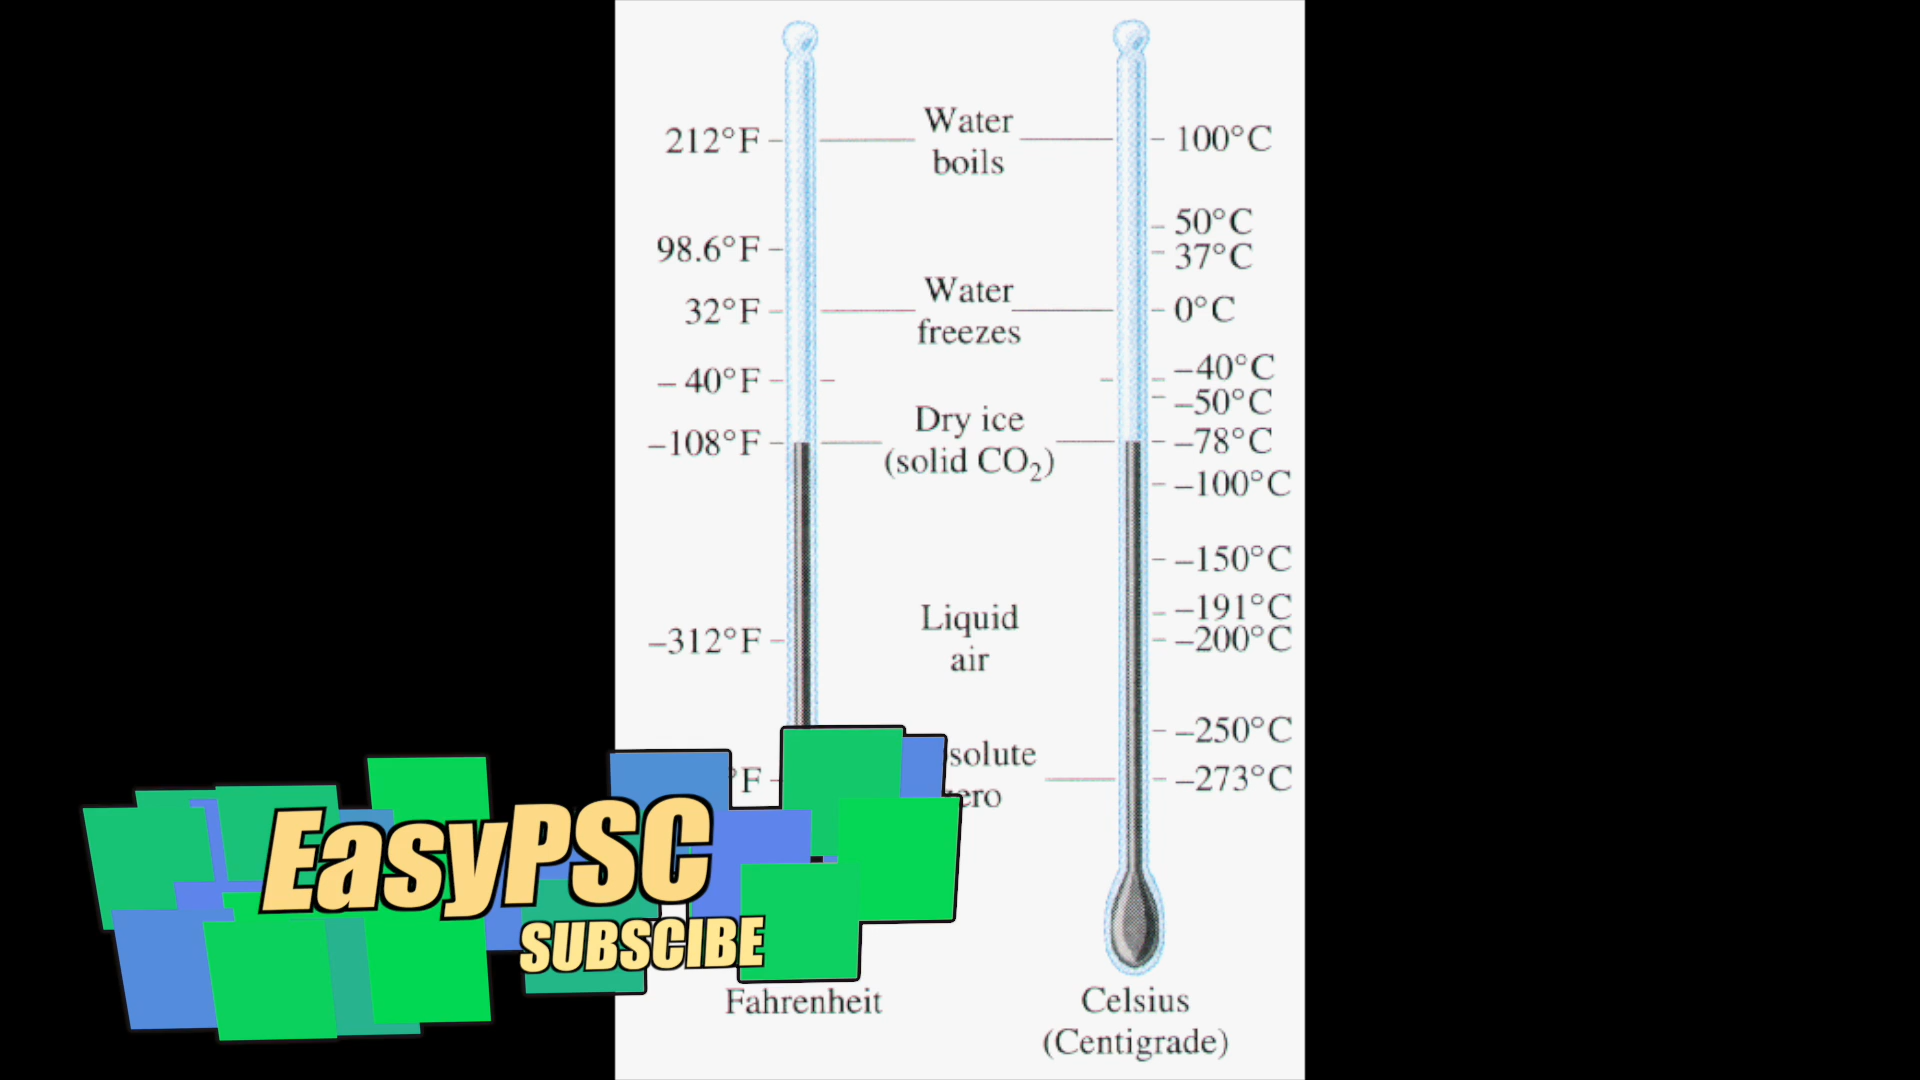 212°F
Water
boils
100°C
50°C
98.6°F
37°C
32°F
Water
freezes
0°C
– 40°F
–40°C
–50°C
–108°F
Dry ice
(solid CO₂)
–78°C
–100°C
–150°C
–312°F
Liquid
air
–191°C
–200°C
–250°C
°F
–273°C
EasyPSC
SUBSCIBE
Fahrenheit
Celsius
(Centigrade)